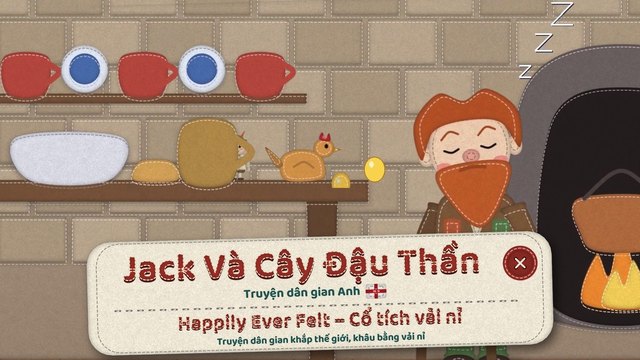 Z
Z
Z
Jack Và Cây Đậu Thần
Truyện dân gian Anh
Happily Ever Felt – Cổ tích vải nỉ
Truyện dân gian khắp thế giới, khâu bằng vải nỉ